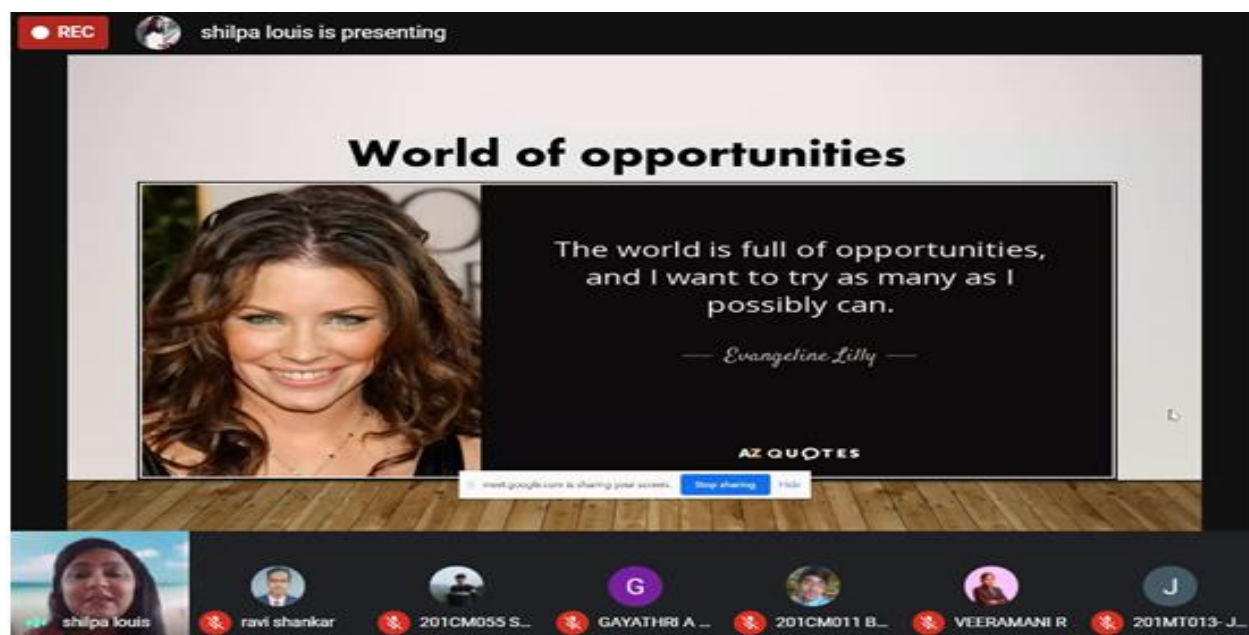 REC
shilpa louis is presenting
World of opportunities
The world is full of opportunities,
and I want to try as many as I
possibly can.
— Evangeline Lilly —
AZ QUOTES
meet.google.com is sharing your screen. Stop sharing Hide
shilpa louis
ravi shankar
201CM055 S...
G
GAYATHRI A ...
201CM011 B...
VEERAMANI R
J
201MT013- J...